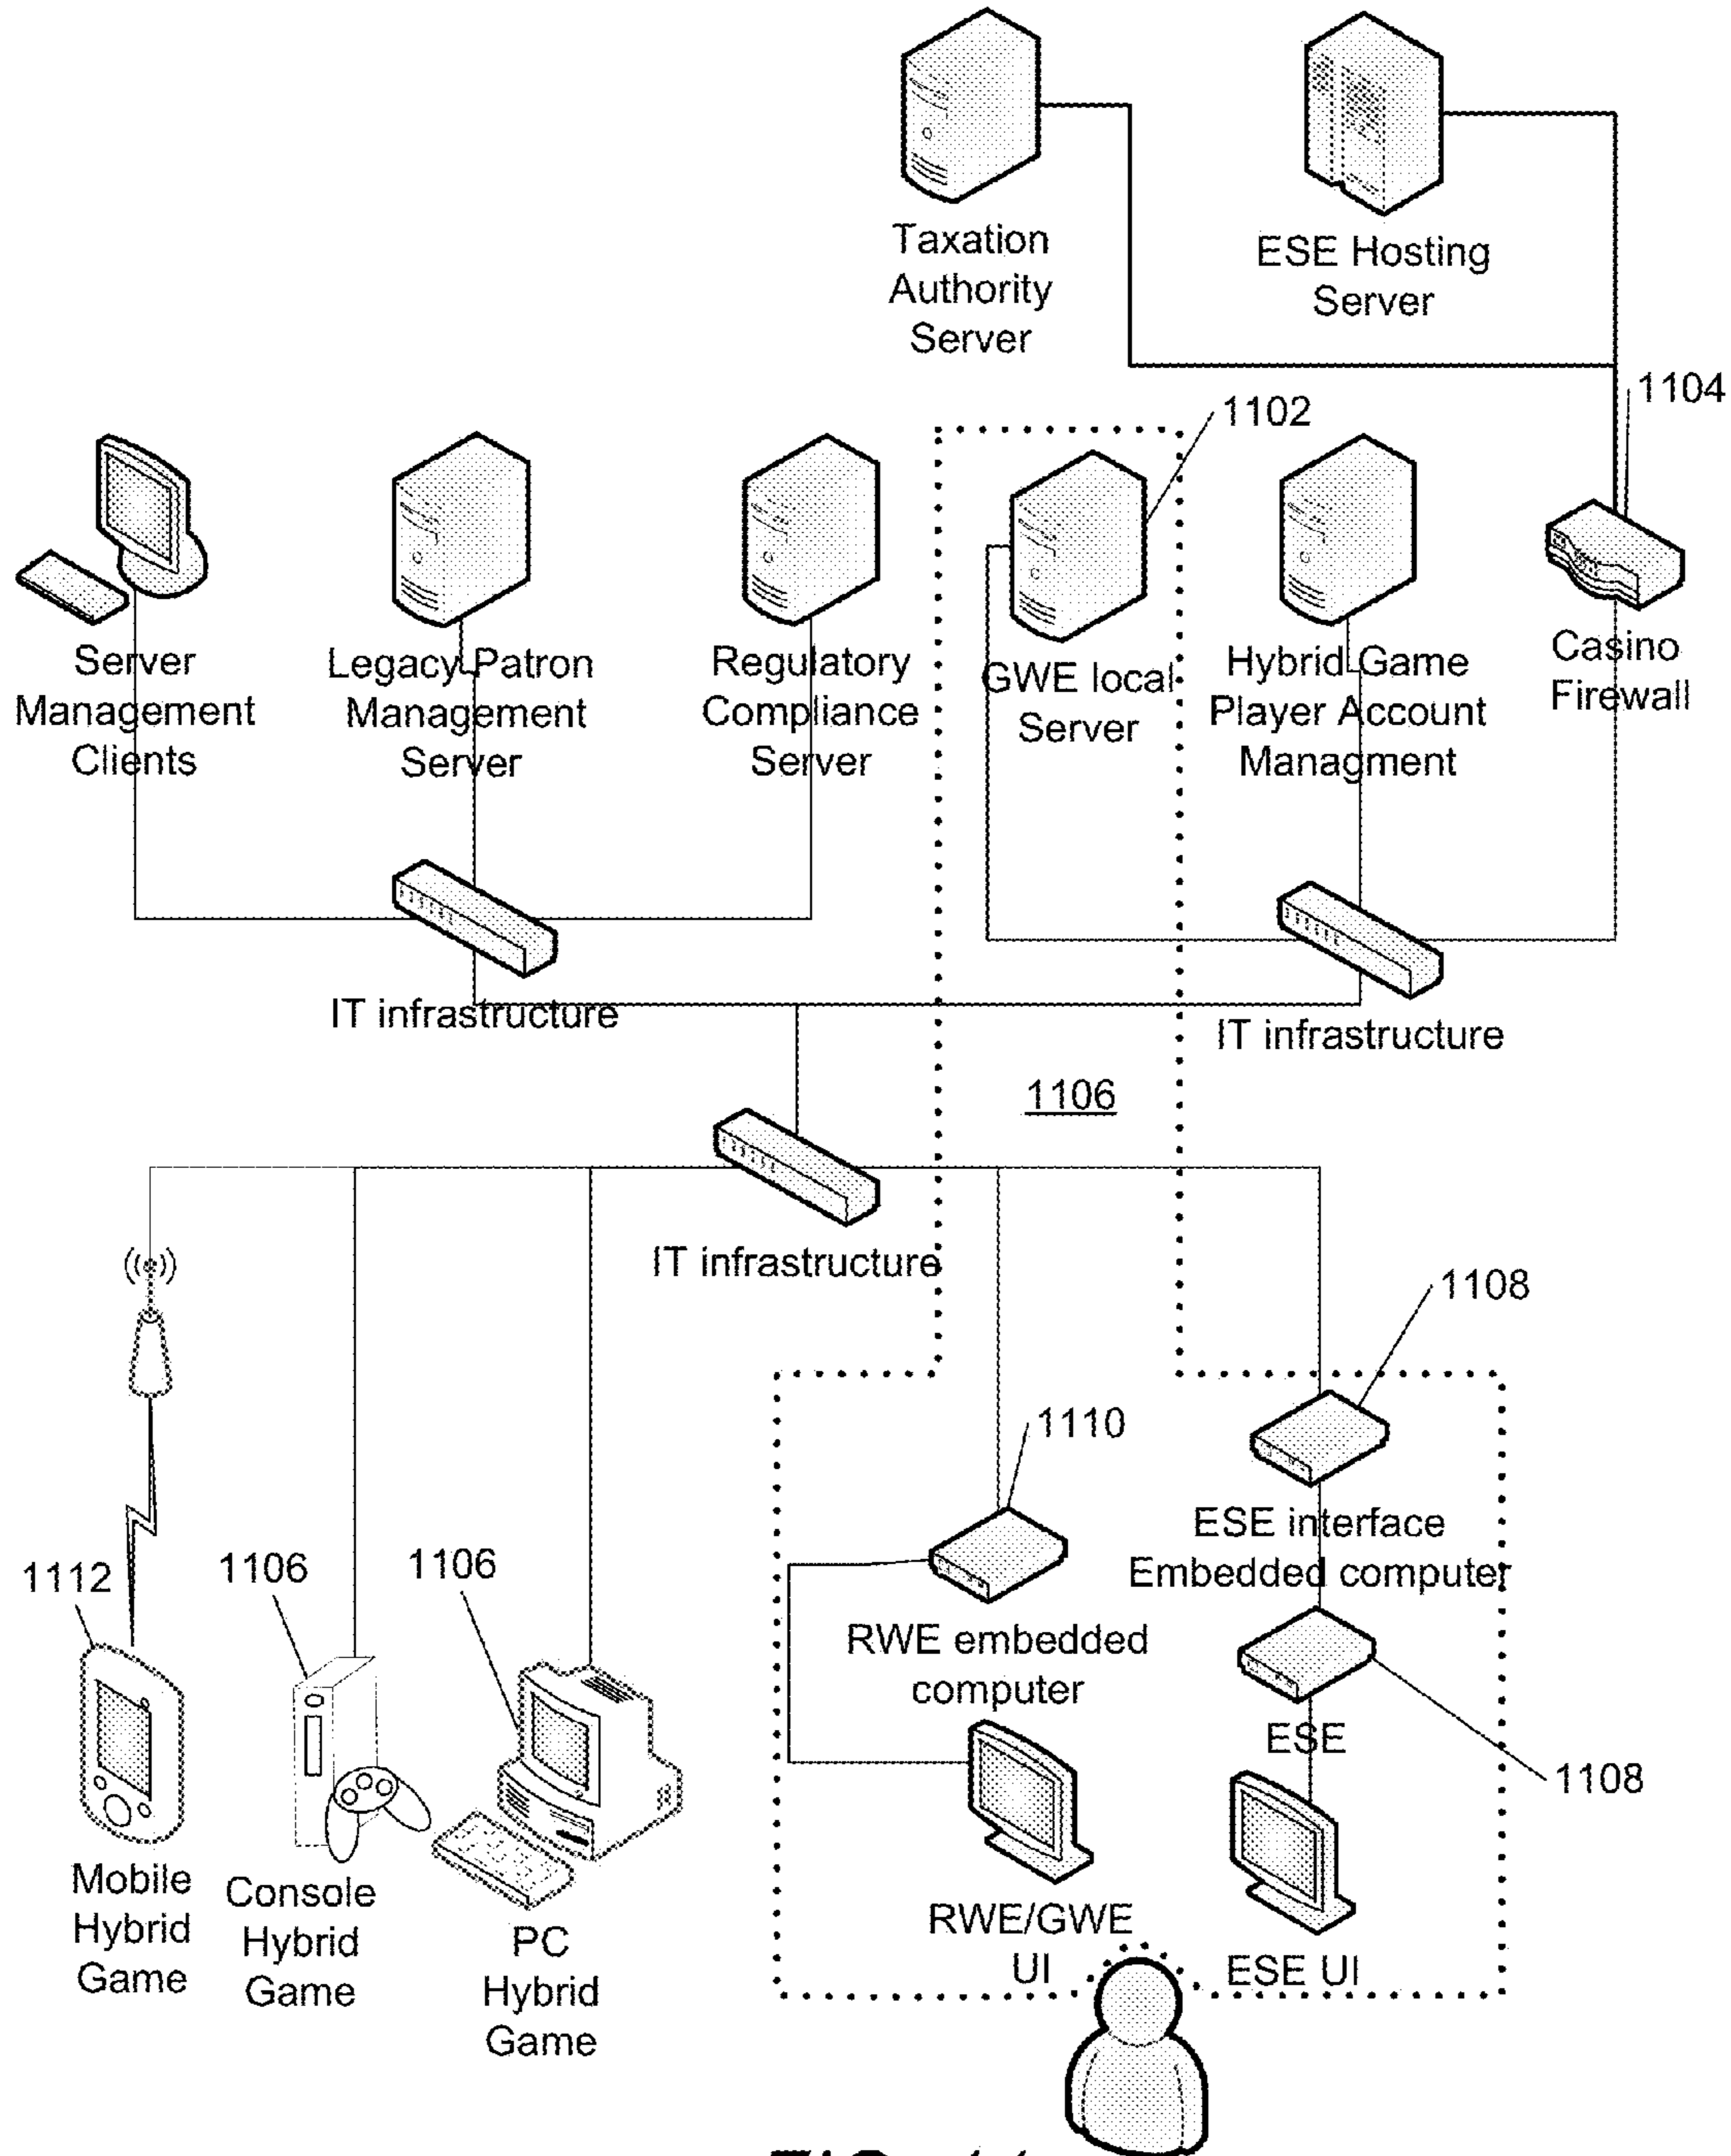 Taxation
Authority
Server
ESE Hosting
Server
1104
1102
Server
Management
Clients
Legacy Patron
Management
Server
Regulatory
Compliance
Server
GWE local
Server
Hybrid Game
Player Account
Managment
Casino
Firewall
IT infrastructure
IT infrastructure
1106
IT infrastructure
1108
1110
ESE interface
Embedded computer
1112
1106
1106
RWE embedded
computer
ESE
1108
Mobile
Hybrid
Game
Console
Hybrid
Game
PC
Hybrid
Game
RWE/GWE
UI
ESE UI